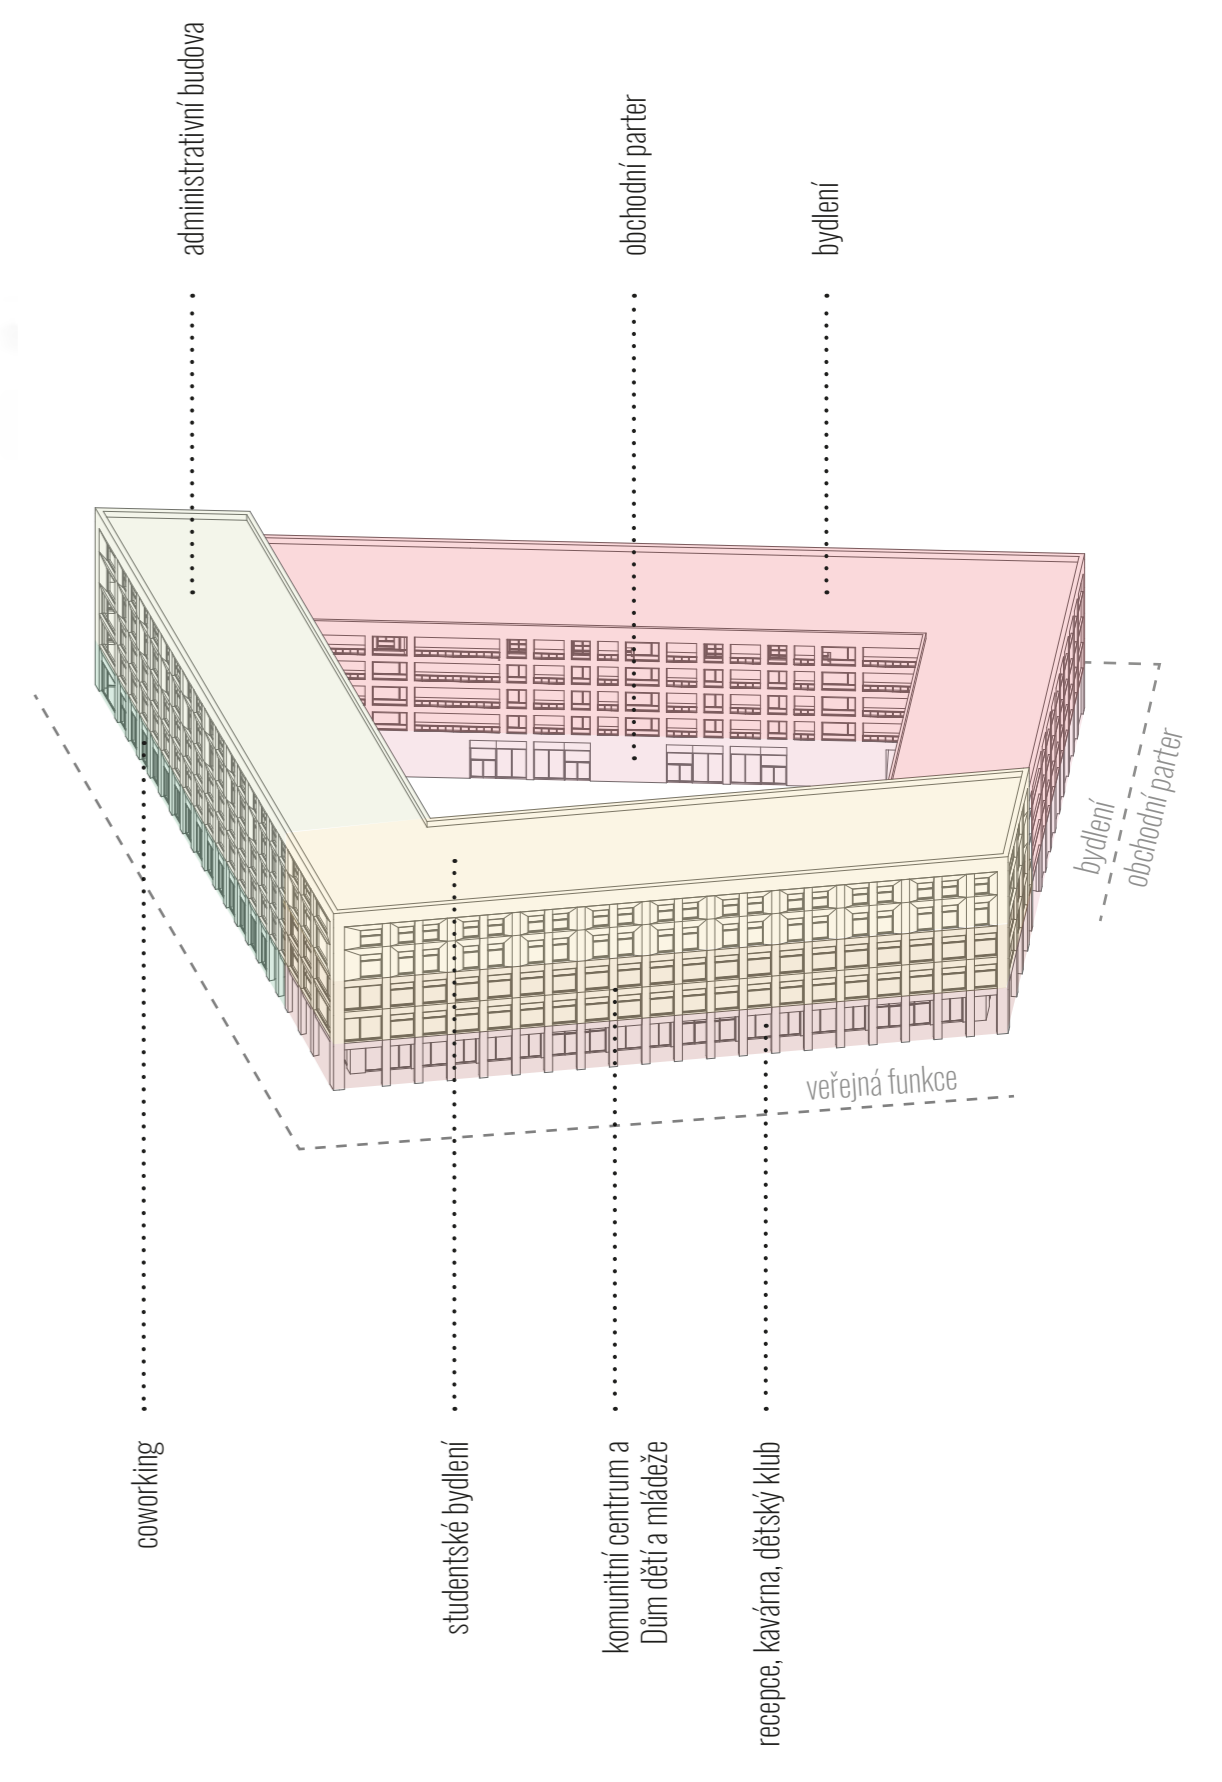 administrativní budova
obchodní parter
bydlení
bydlení
obchodní parter
veřejná funkce
coworking
studentské bydlení
komunitní centrum a
Dům dětí a mládeže
recepce, kavárna, dětský klub